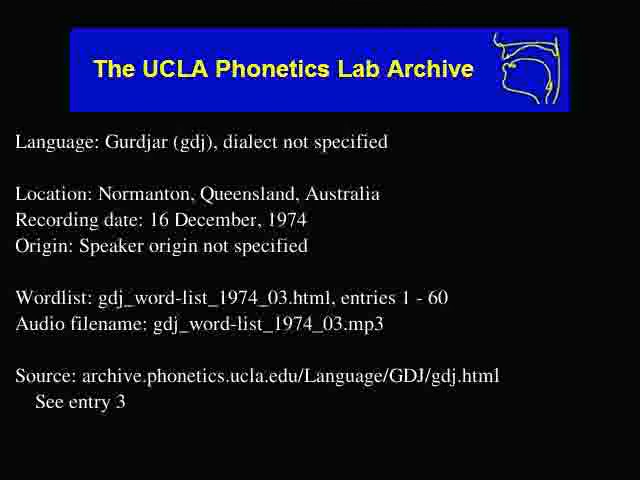 The UCLA Phonetics Lab Archive
Language: Gurdjar (gdj), dialect not specified
Location: Normanton, Queensland, Australia
Recording date: 16 December, 1974
Origin: Speaker origin not specified
Wordlist: gdj_word-list_1974_03.html, entries 1 - 60
Audio filename: gdj_word-list_1974_03.mp3
Source: archive.phonetics.ucla.edu/Language/GDJ/gdj.html
See entry 3